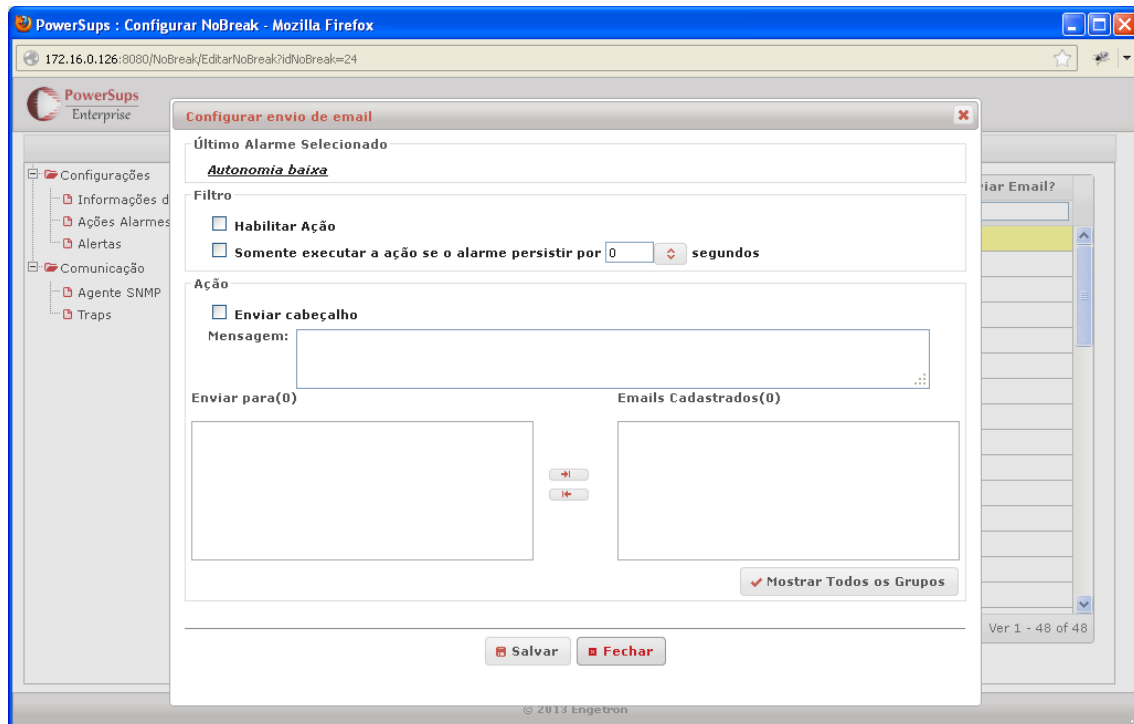 PowerSups : Configurar NoBreak - Mozilla Firefox
172.16.0.126:8080/NoBreak/EditarNoBreak?idNoBreak=24
PowerSups
Enterprise
Configurar envio de email
Último Alarme Selecionado
Autonomia baixa
Configurações
Informações d
Ações Alarmes
Alertas
Comunicação
Agente SNMP
Traps
iar Email?
Filtro
Habilitar Ação
Somente executar a ação se o alarme persistir por 0 segundos
Ação
Enviar cabeçalho
Mensagem:
Enviar para(0) Emails Cadastrados(0)
Mostrar Todos os Grupos
Ver 1 - 48 of 48
Salvar Fechar
© 2013 Engetron